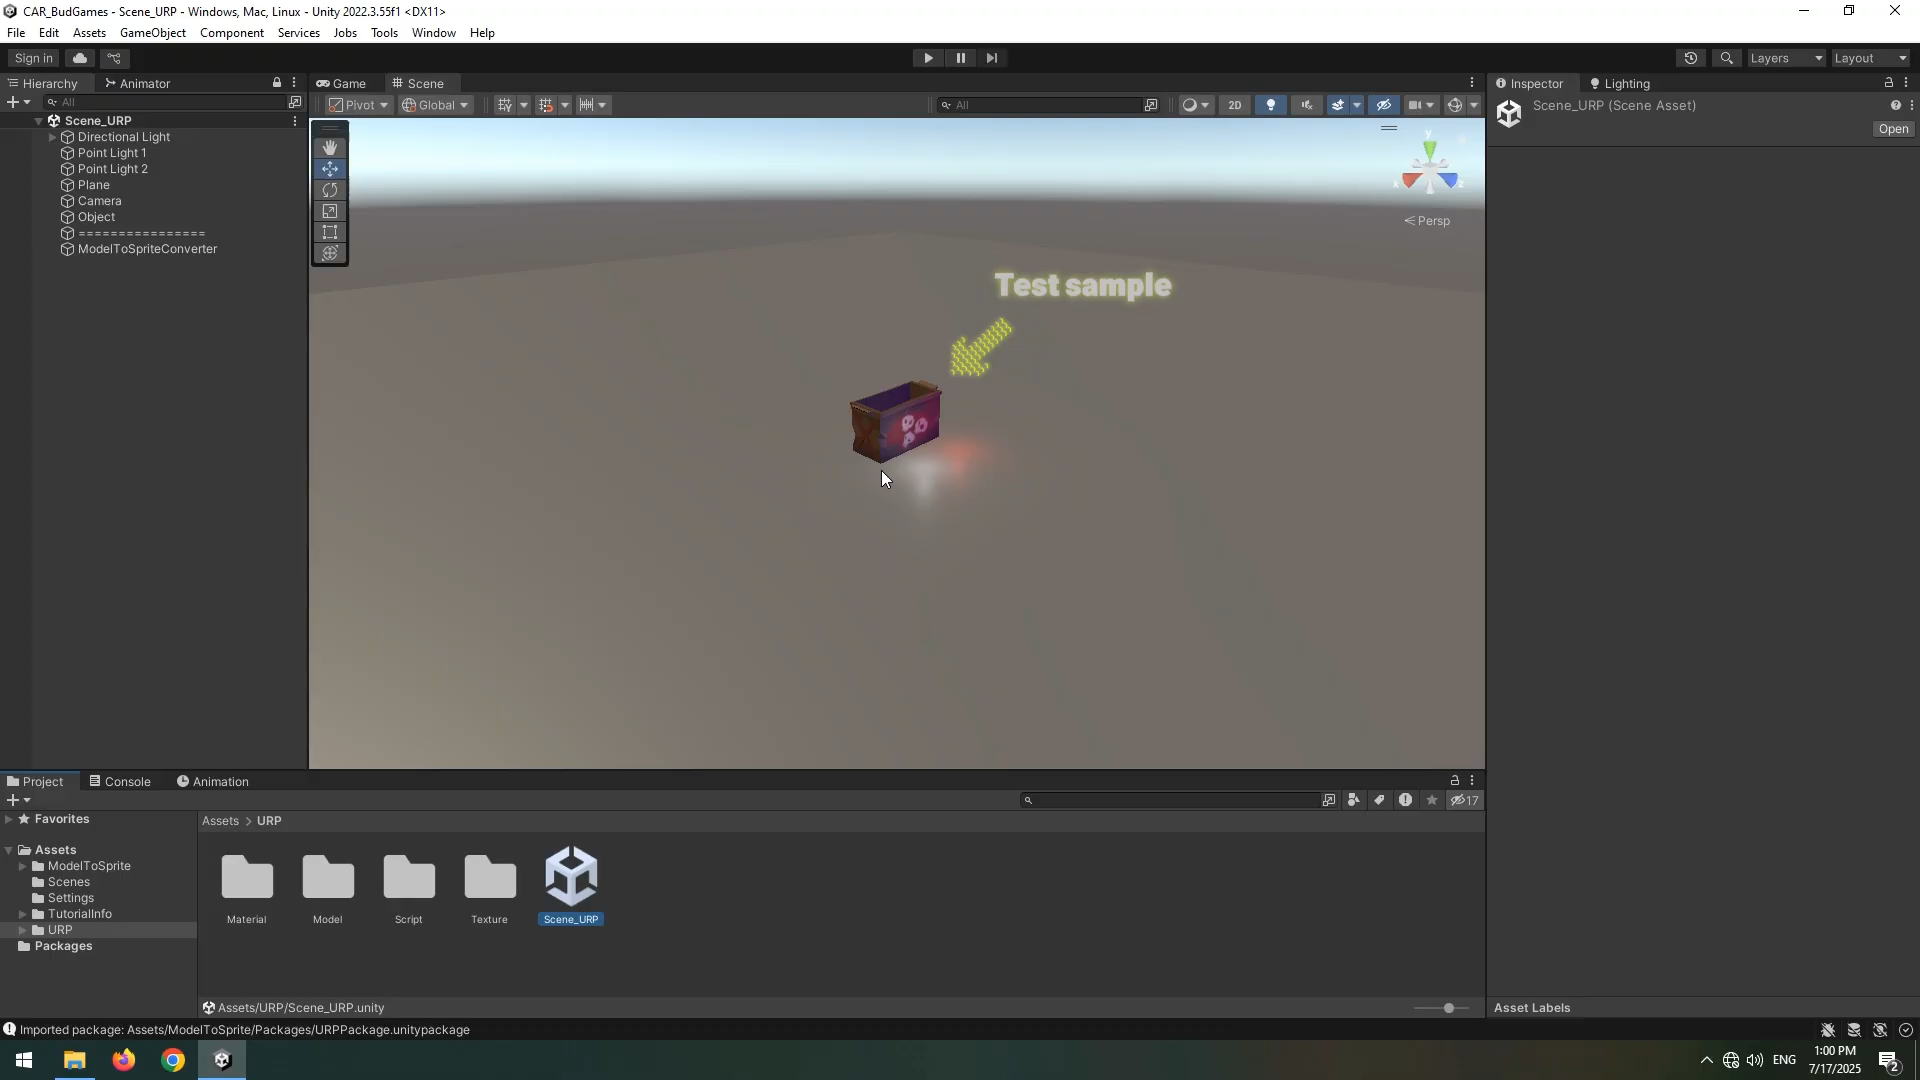 CAR_BudGames - Scene_URP - Windows, Mac, Linux - Unity 2022.3.55f1 <DX11>
File Edit Assets GameObject Component Services Jobs Tools Window Help
Sign in
Layers
Layout
Hierarchy
Animator
All
Scene_URP
Directional Light
Point Light 1
Point Light 2
Plane
Camera
Object
================
ModelToSpriteConverter
Game
Scene
Pivot
Global
All
2D
y
x
z
Persp
Test sample
Inspector
Lighting
Scene_URP (Scene Asset)
Open
Project
Console
Animation
17
Favorites
Assets
ModelToSprite
Scenes
Settings
TutorialInfo
URP
Packages
Assets > URP
Material
Model
Script
Texture
Scene_URP
Assets/URP/Scene_URP.unity
Asset Labels
Imported package: Assets/ModelToSprite/Packages/URPPackage.unitypackage
ENG
1:00 PM
7/17/2025
2